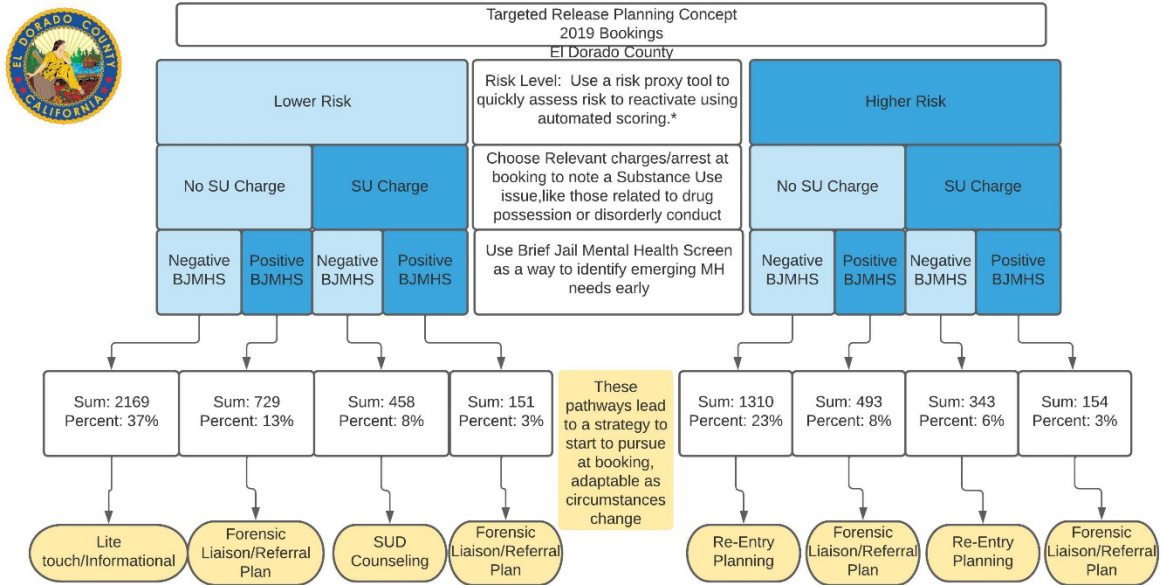 EL DORADO COUNTY
CALIFORNIA
Targeted Release Planning Concept
2019 Bookings
El Dorado County
Lower Risk
Risk Level:  Use a risk proxy tool to
quickly assess risk to reactivate using
automated scoring.*
Higher Risk
No SU Charge
SU Charge
Choose Relevant charges/arrest at
booking to note a Substance Use
issue,like those related to drug
possession or disorderly conduct
No SU Charge
SU Charge
Negative
BJMHS
Positive
BJMHS
Negative
BJMHS
Positive
BJMHS
Use Brief Jail Mental Health Screen
as a way to identify emerging MH
needs early
Negative
BJMHS
Positive
BJMHS
Negative
BJMHS
Positive
BJMHS
Sum: 2169
Percent: 37%
Sum: 729
Percent: 13%
Sum: 458
Percent: 8%
Sum: 151
Percent: 3%
These
pathways lead
to a strategy to
start to pursue
at booking,
adaptable as
circumstances
change
Sum: 1310
Percent: 23%
Sum: 493
Percent: 8%
Sum: 343
Percent: 6%
Sum: 154
Percent: 3%
Lite
touch/Informational
Forensic
Liaison/Referral
Plan
SUD
Counseling
Forensic
Liaison/Referral
Plan
Re-Entry
Planning
Forensic
Liaison/Referral
Plan
Re-Entry
Planning
Forensic
Liaison/Referral
Plan